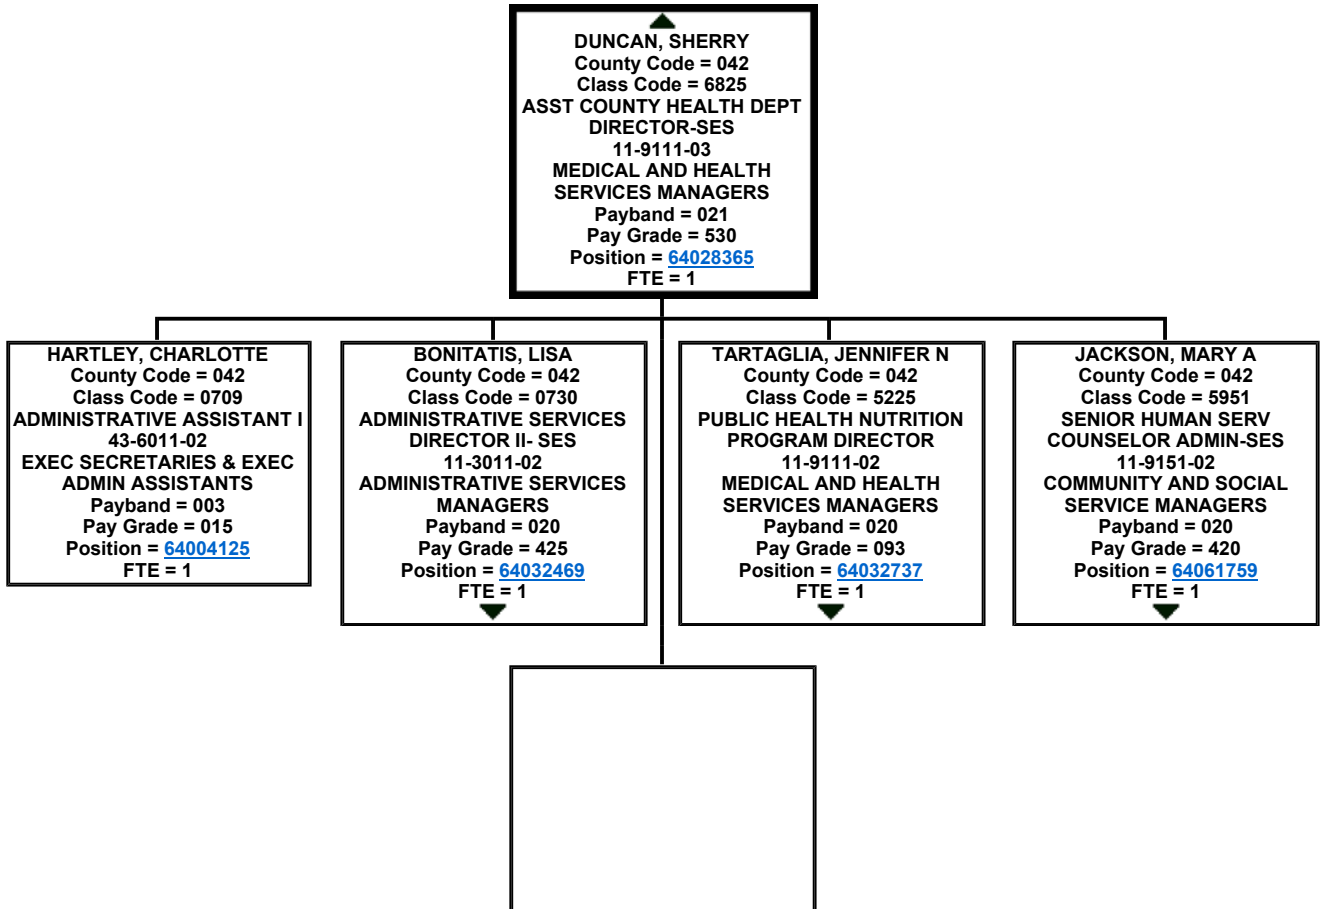 DUNCAN, SHERRY
County Code = 042
Class Code = 6825
ASST COUNTY HEALTH DEPT
DIRECTOR-SES
11-9111-03
MEDICAL AND HEALTH
SERVICES MANAGERS
Payband = 021
Pay Grade = 530
Position = 64028365
FTE = 1
HARTLEY, CHARLOTTE
County Code = 042
Class Code = 0709
ADMINISTRATIVE ASSISTANT I
43-6011-02
EXEC SECRETARIES & EXEC
ADMIN ASSISTANTS
Payband = 003
Pay Grade = 015
Position = 64004125
FTE = 1
BONITATIS, LISA
County Code = 042
Class Code = 0730
ADMINISTRATIVE SERVICES
DIRECTOR II- SES
11-3011-02
ADMINISTRATIVE SERVICES
MANAGERS
Payband = 020
Pay Grade = 425
Position = 64032469
FTE = 1
TARTAGLIA, JENNIFER N
County Code = 042
Class Code = 5225
PUBLIC HEALTH NUTRITION
PROGRAM DIRECTOR
11-9111-02
MEDICAL AND HEALTH
SERVICES MANAGERS
Payband = 020
Pay Grade = 093
Position = 64032737
FTE = 1
JACKSON, MARY A
County Code = 042
Class Code = 5951
SENIOR HUMAN SERV
COUNSELOR ADMIN-SES
11-9151-02
COMMUNITY AND SOCIAL
SERVICE MANAGERS
Payband = 020
Pay Grade = 420
Position = 64061759
FTE = 1